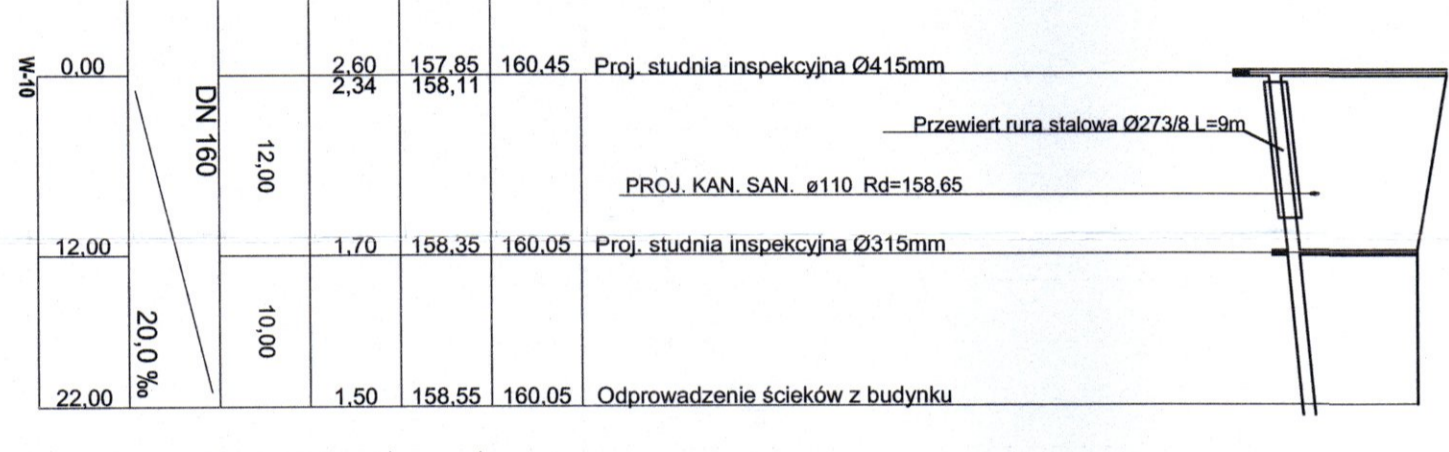 W-10
0,00 2,60 157,85 160,45 Proj. studnia inspekcyjna Ø415mm
2,34 158,11
DN 160
12,00
Przewiert rura stalowa Ø273/8 L=9m
PROJ. KAN. SAN. ø110 Rd=158,65
12,00 1,70 158,35 160,05 Proj. studnia inspekcyjna Ø315mm
20,0 ‰
10,00
22,00 1,50 158,55 160,05 Odprowadzenie ścieków z budynku